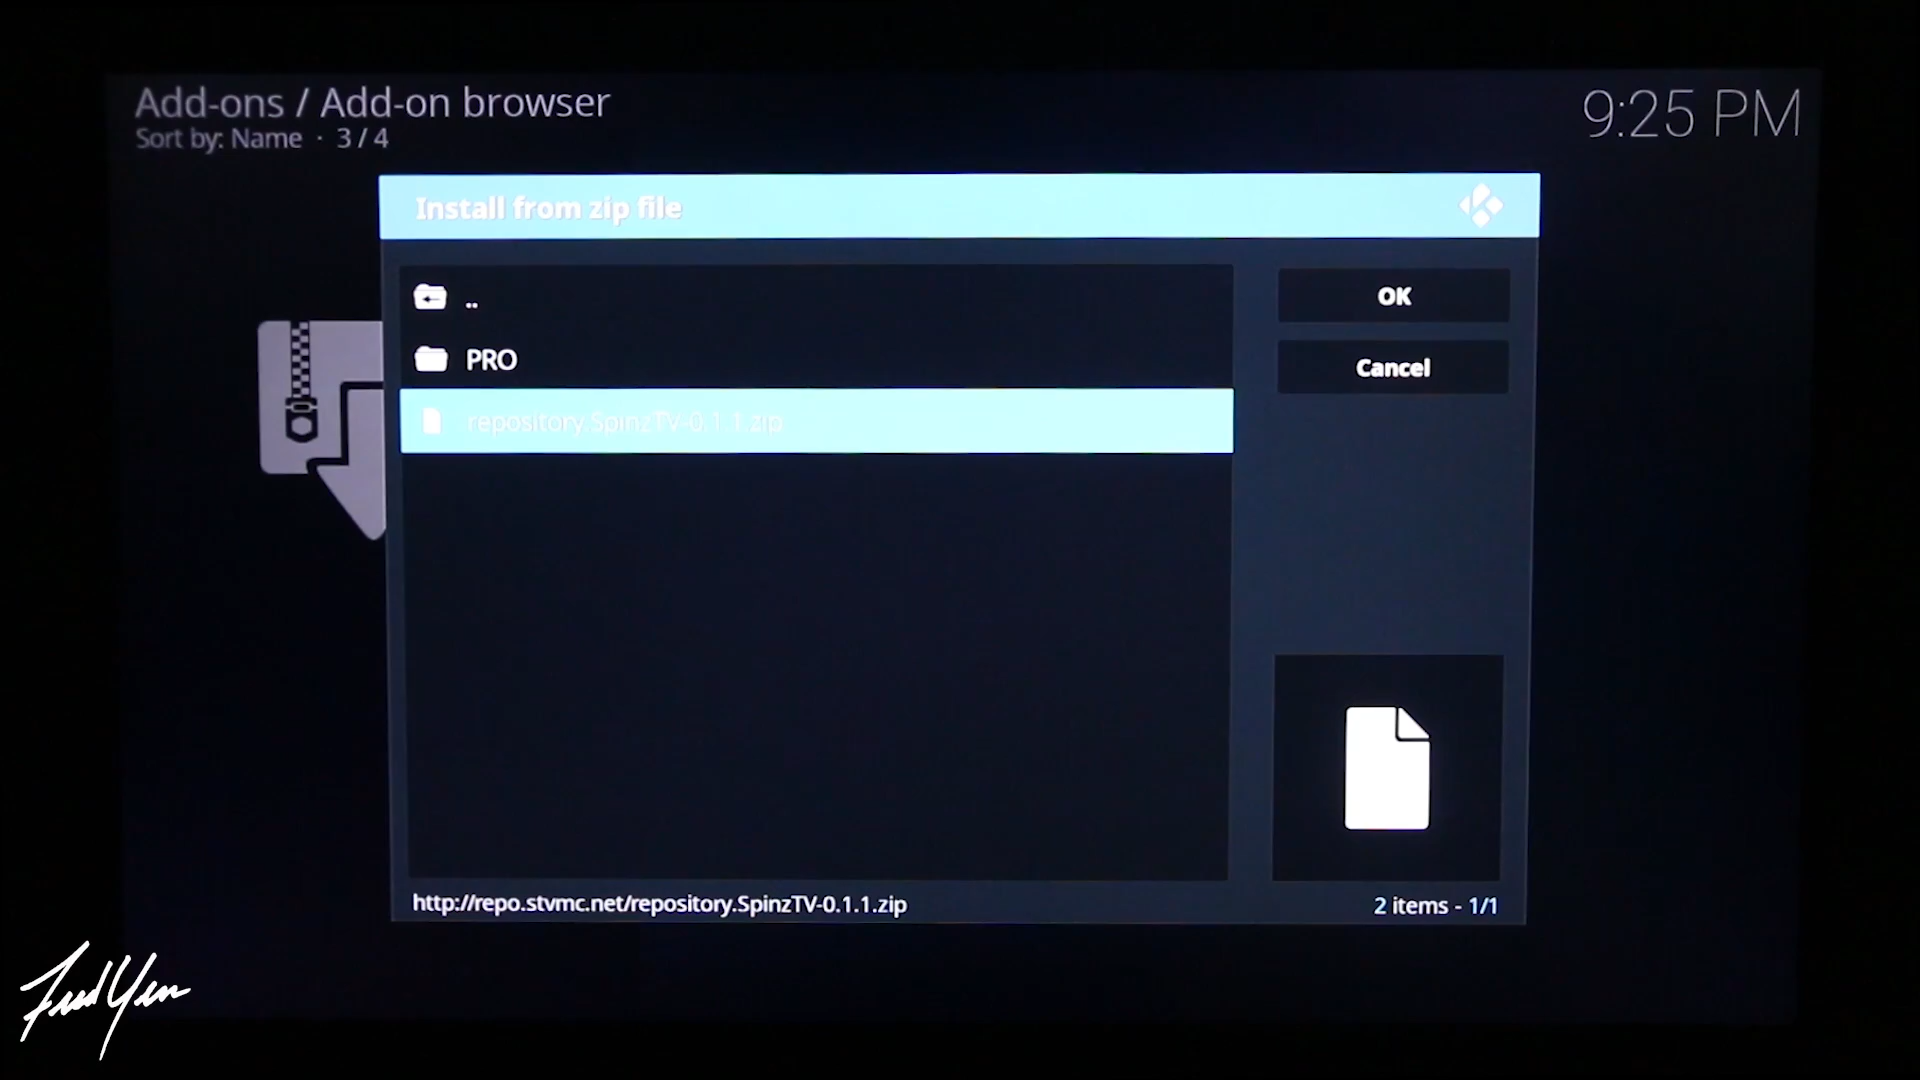 Add-ons / Add-on browser
Sort by: Name · 3 / 4
9:25 PM
Install from zip file
..
OK
PRO
Cancel
repository.SpinzTV-0.1.1.zip
http://repo.stvmc.net/repository.SpinzTV-0.1.1.zip
2 items - 1/1
Fred Yen